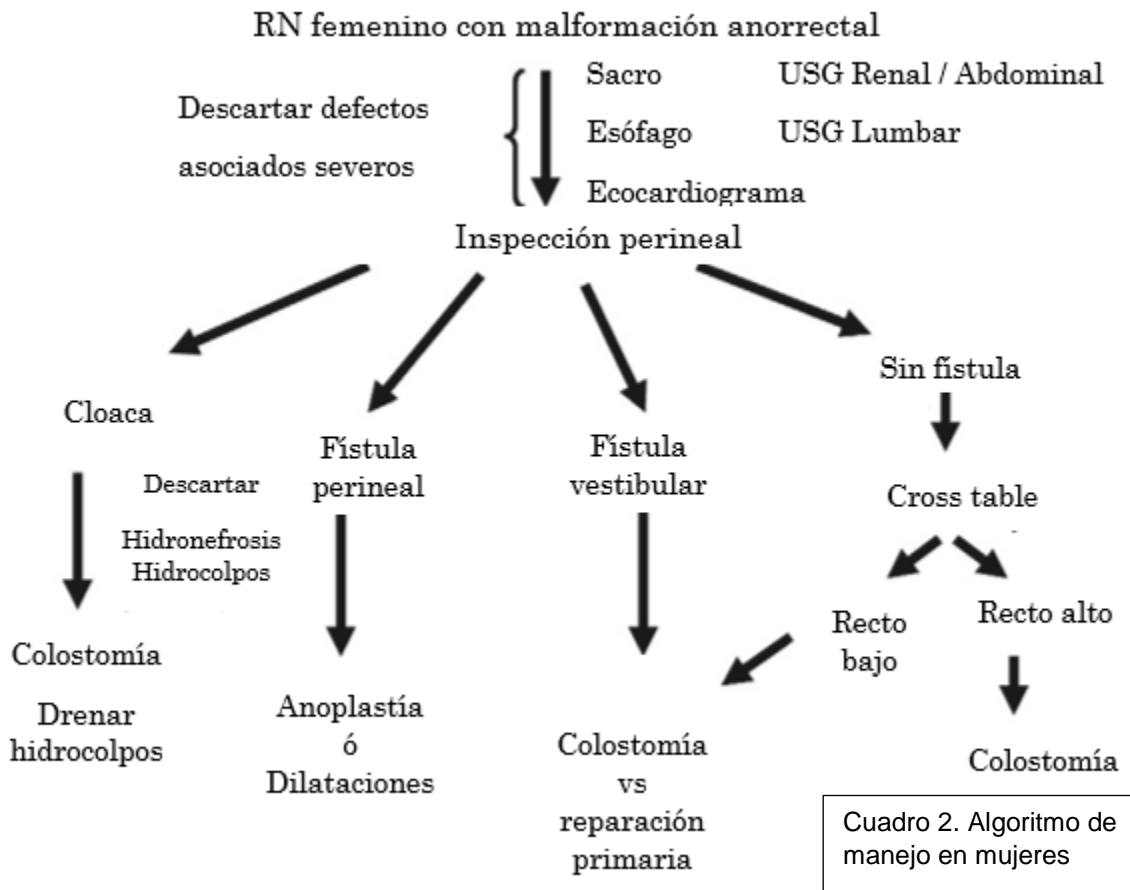 RN femenino con malformación anorrectal
Descartar defectos
asociados severos
Sacro
USG Renal / Abdominal
Esófago
USG Lumbar
Ecocardiograma
Inspección perineal
Cloaca
Fístula
perineal
Fístula
vestibular
Sin fístula
Descartar
Hidronefrosis
Hidrocolpos
Cross table
Recto
bajo
Recto alto
Colostomía
Drenar
hidrocolpos
Anoplastía
ó
Dilataciones
Colostomía
vs
reparación
primaria
Colostomía
Cuadro 2. Algoritmo de
manejo en mujeres